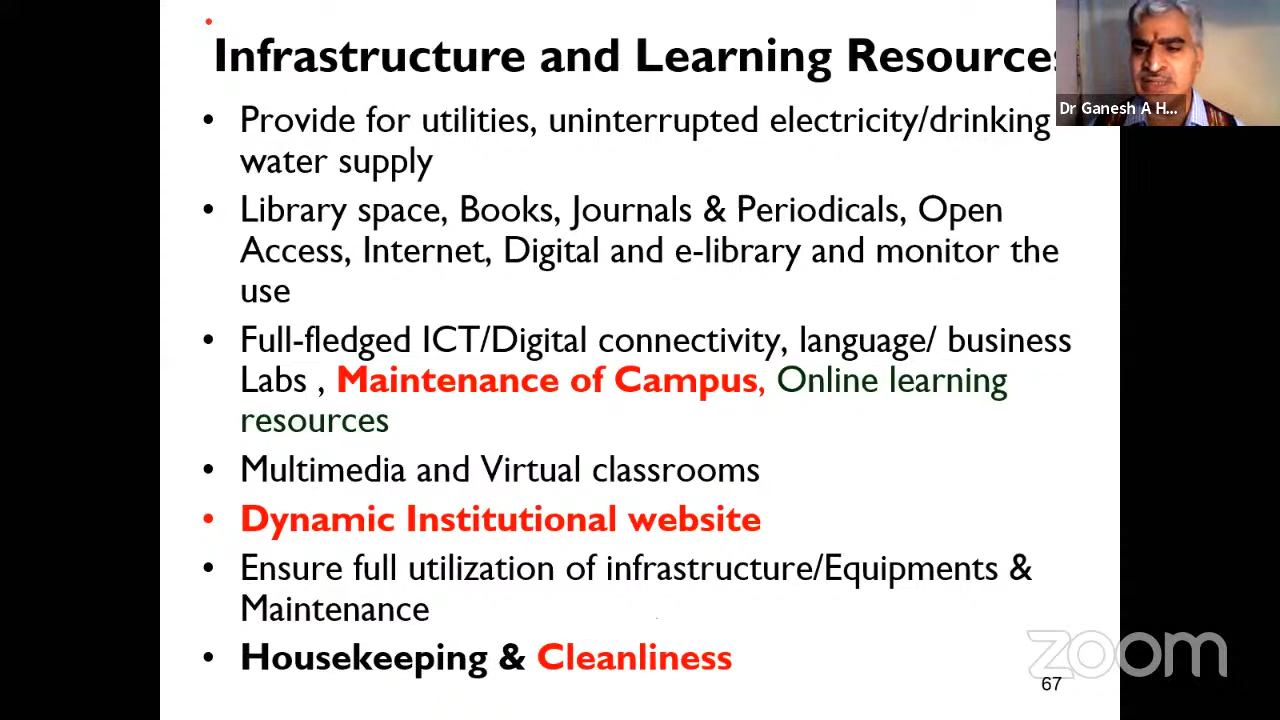 Infrastructure and Learning Resources
Dr Ganesh A H...
• Provide for utilities, uninterrupted electricity/drinking
water supply
• Library space, Books, Journals & Periodicals, Open
Access, Internet, Digital and e-library and monitor the
use
• Full-fledged ICT/Digital connectivity, language/ business
Labs , Maintenance of Campus, Online learning
resources
• Multimedia and Virtual classrooms
• Dynamic Institutional website
• Ensure full utilization of infrastructure/Equipments &
Maintenance
• Housekeeping & Cleanliness
zoom
67